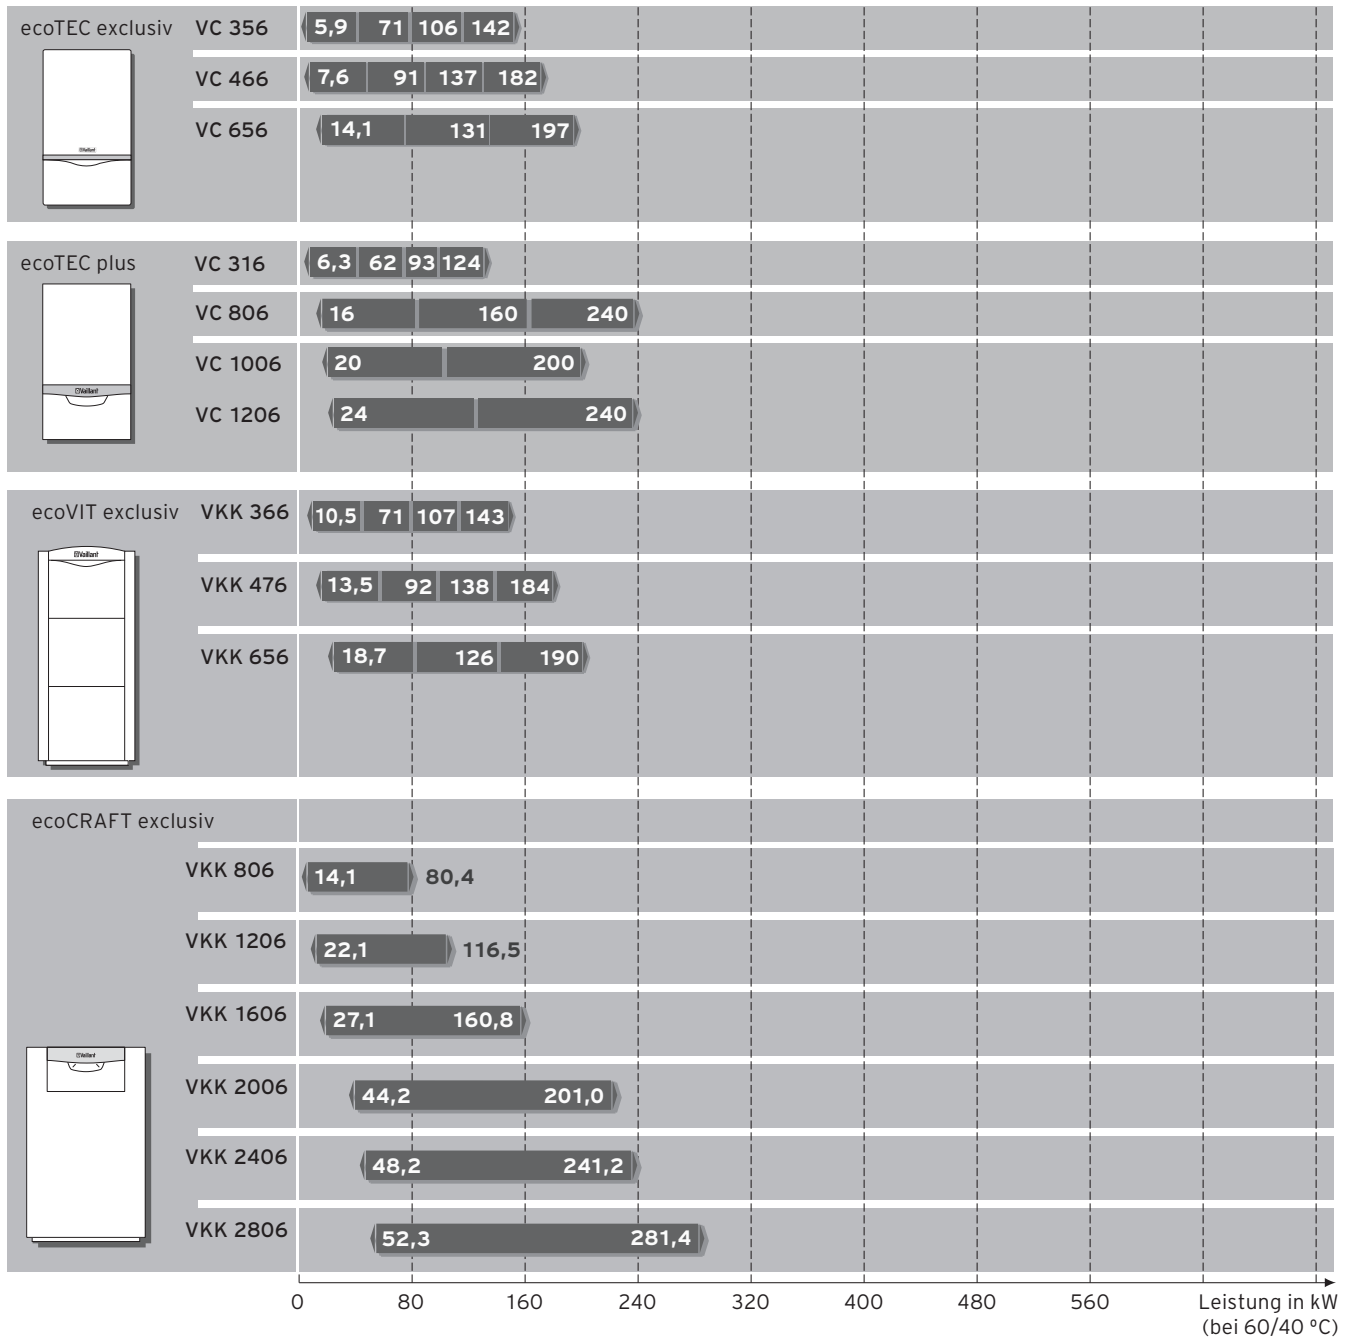 ecoTEC exclusiv VC 356 5,9 71 106 142
VC 466 7,6 91 137 182
VC 656 14,1 131 197
Vaillant
ecoTEC plus VC 316 6,3 62 93 124
VC 806 16 160 240
VC 1006 20 200
Vaillant
VC 1206 24 240
ecoVIT exclusiv VKK 366 10,5 71 107 143
Vaillant
VKK 476 13,5 92 138 184
VKK 656 18,7 126 190
ecoCRAFT exclusiv
VKK 806 14,1 80,4
VKK 1206 22,1 116,5
VKK 1606 27,1 160,8
Vaillant
VKK 2006 44,2 201,0
VKK 2406 48,2 241,2
VKK 2806 52,3 281,4
0 80 160 240 320 400 480 560 Leistung in kW
(bei 60/40 ºC)